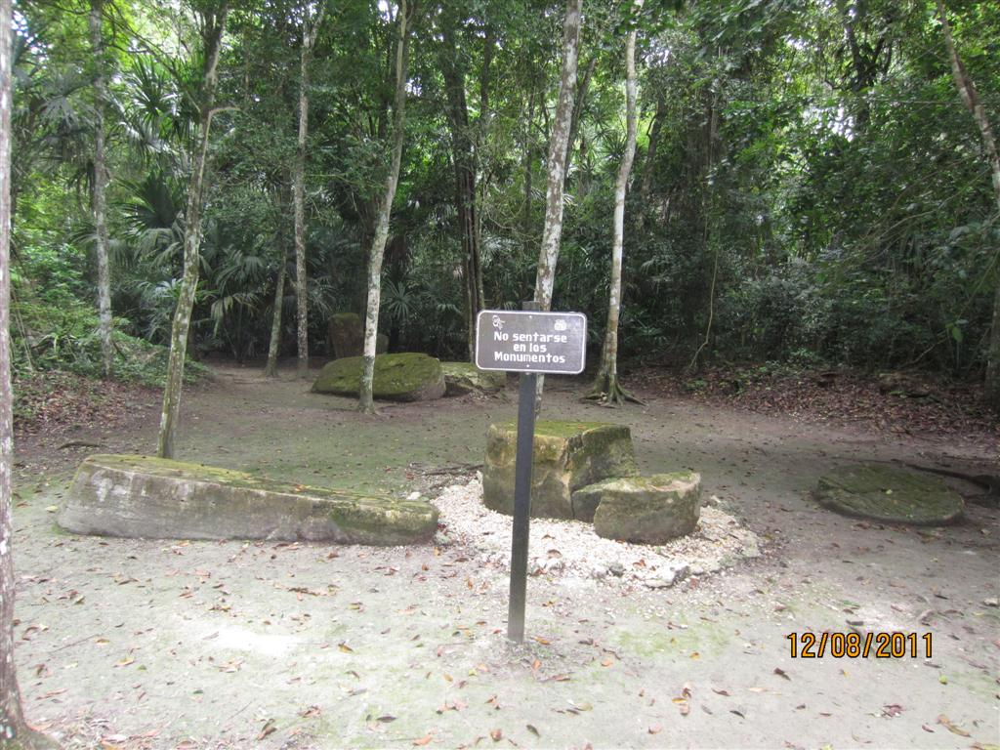 No sentarse
en los
Monumentos
12/08/2011